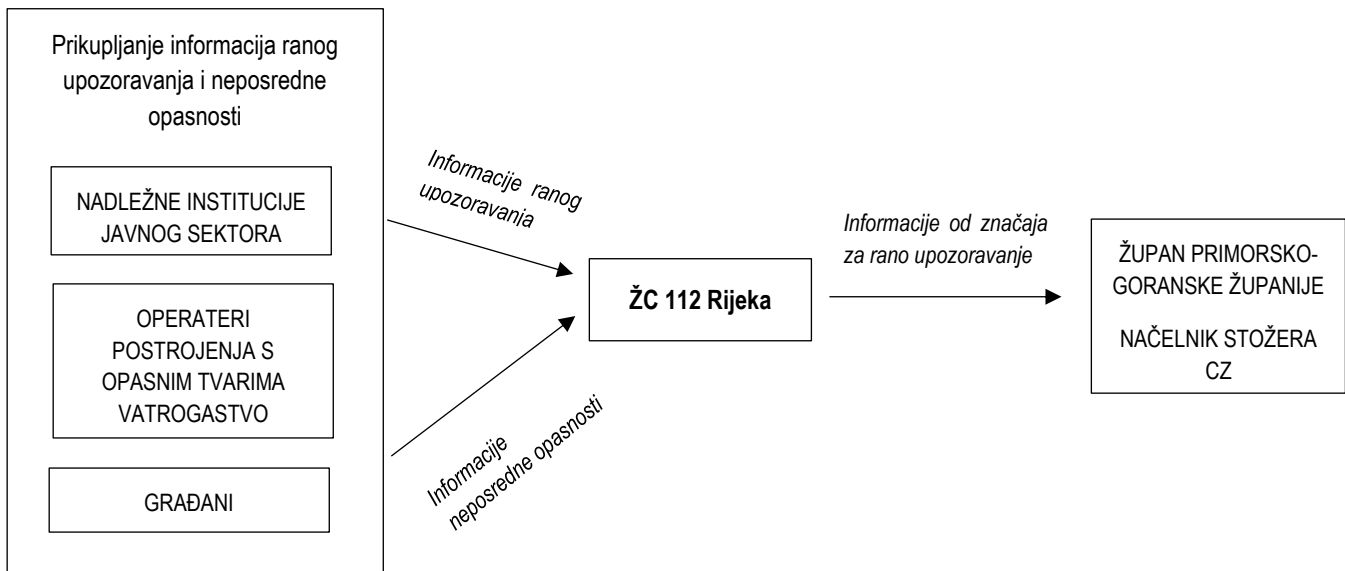 Prikupljanje informacija ranog
upozoravanja i neposredne
opasnosti
NADLEŽNE INSTITUCIJE
JAVNOG SEKTORA
OPERATERI
POSTROJENJA S
OPASNIM TVARIMA
VATROGASTVO
GRAĐANI
Informacije ranog
upozoravanja
Informacije
neposredne opasnosti
ŽC 112 Rijeka
Informacije od značaja
za rano upozoravanje
ŽUPAN PRIMORSKO-
GORANSKE ŽUPANIJE
NAČELNIK STOŽERA
CZ